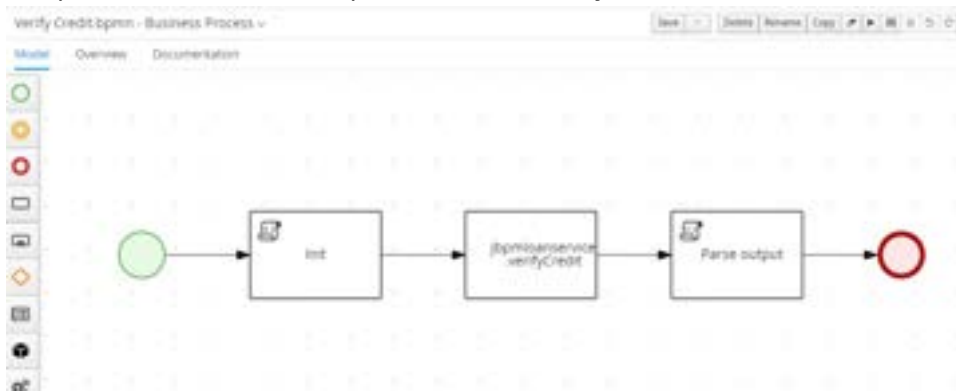 Verify Credit.bpmn - Business Process
Save Delete Rename Copy
Model Overview Documentation
Init
jbpmloanservice
.verifyCredit
Parse output